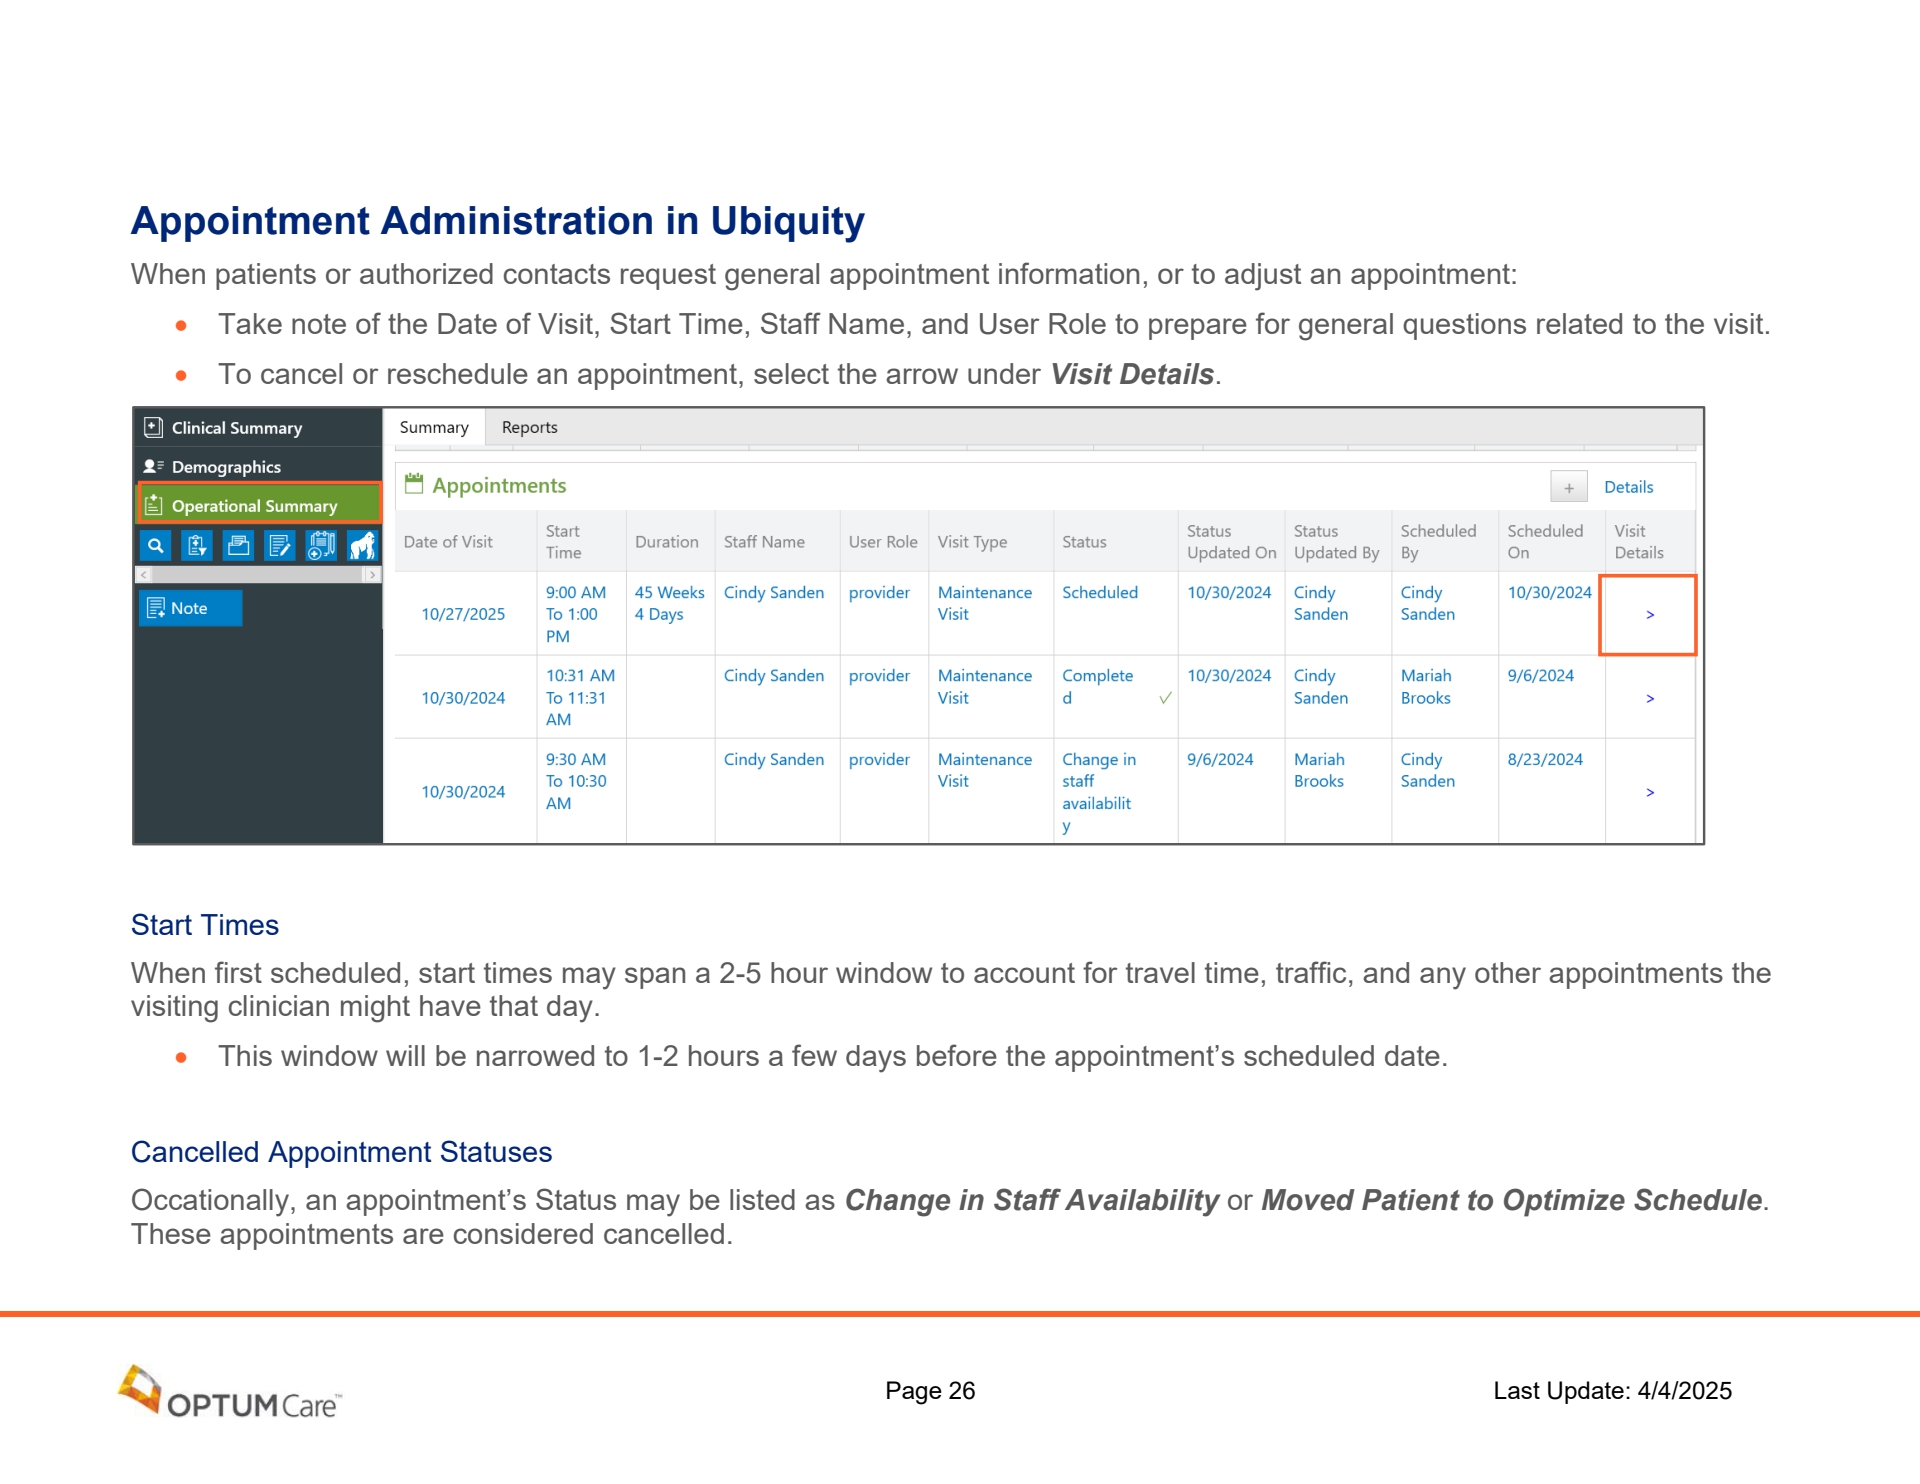 Appointment Administration in Ubiquity
When patients or authorized contacts request general appointment information, or to adjust an appointment:
• Take note of the Date of Visit, Start Time, Staff Name, and User Role to prepare for general questions related to the visit.
• To cancel or reschedule an appointment, select the arrow under Visit Details.
Clinical Summary
Demographics
Operational Summary
Note
Summary Reports
Appointments + Details
Date of Visit Start Time Duration Staff Name User Role Visit Type Status Status Updated On Status Updated By Scheduled By Scheduled On Visit Details
10/27/2025 9:00 AM To 1:00 PM 45 Weeks 4 Days Cindy Sanden provider Maintenance Visit Scheduled 10/30/2024 Cindy Sanden Cindy Sanden 10/30/2024 >
10/30/2024 10:31 AM To 11:31 AM Cindy Sanden provider Maintenance Visit Completed ✓ 10/30/2024 Cindy Sanden Mariah Brooks 9/6/2024 >
10/30/2024 9:30 AM To 10:30 AM Cindy Sanden provider Maintenance Visit Change in staff availability 9/6/2024 Mariah Brooks Cindy Sanden 8/23/2024 >
Start Times
When first scheduled, start times may span a 2-5 hour window to account for travel time, traffic, and any other appointments the
visiting clinician might have that day.
• This window will be narrowed to 1-2 hours a few days before the appointment’s scheduled date.
Cancelled Appointment Statuses
Occationally, an appointment’s Status may be listed as Change in Staff Availability or Moved Patient to Optimize Schedule.
These appointments are considered cancelled.
OPTUMCare™ Page 26 Last Update: 4/4/2025